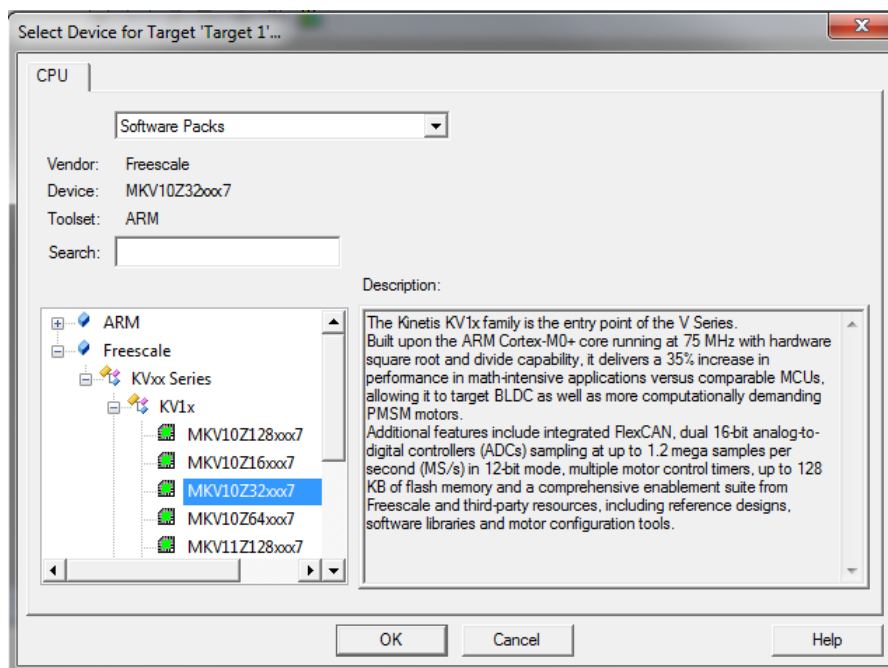 Select Device for Target 'Target 1'...
CPU
Software Packs
Vendor: Freescale
Device: MKV10Z32xxx7
Toolset: ARM
Search:
Description:
ARM
Freescale
KVxx Series
KV1x
MKV10Z128xxx7
MKV10Z16xxx7
MKV10Z32xxx7
MKV10Z64xxx7
MKV11Z128xxx7
The Kinetis KV1x family is the entry point of the V Series.
Built upon the ARM Cortex-M0+ core running at 75 MHz with hardware
square root and divide capability, it delivers a 35% increase in
performance in math-intensive applications versus comparable MCUs,
allowing it to target BLDC as well as more computationally demanding
PMSM motors.
Additional features include integrated FlexCAN, dual 16-bit analog-to-
digital controllers (ADCs) sampling at up to 1.2 mega samples per
second (MS/s) in 12-bit mode, multiple motor control timers, up to 128
KB of flash memory and a comprehensive enablement suite from
Freescale and third-party resources, including reference designs,
software libraries and motor configuration tools.
OK
Cancel
Help